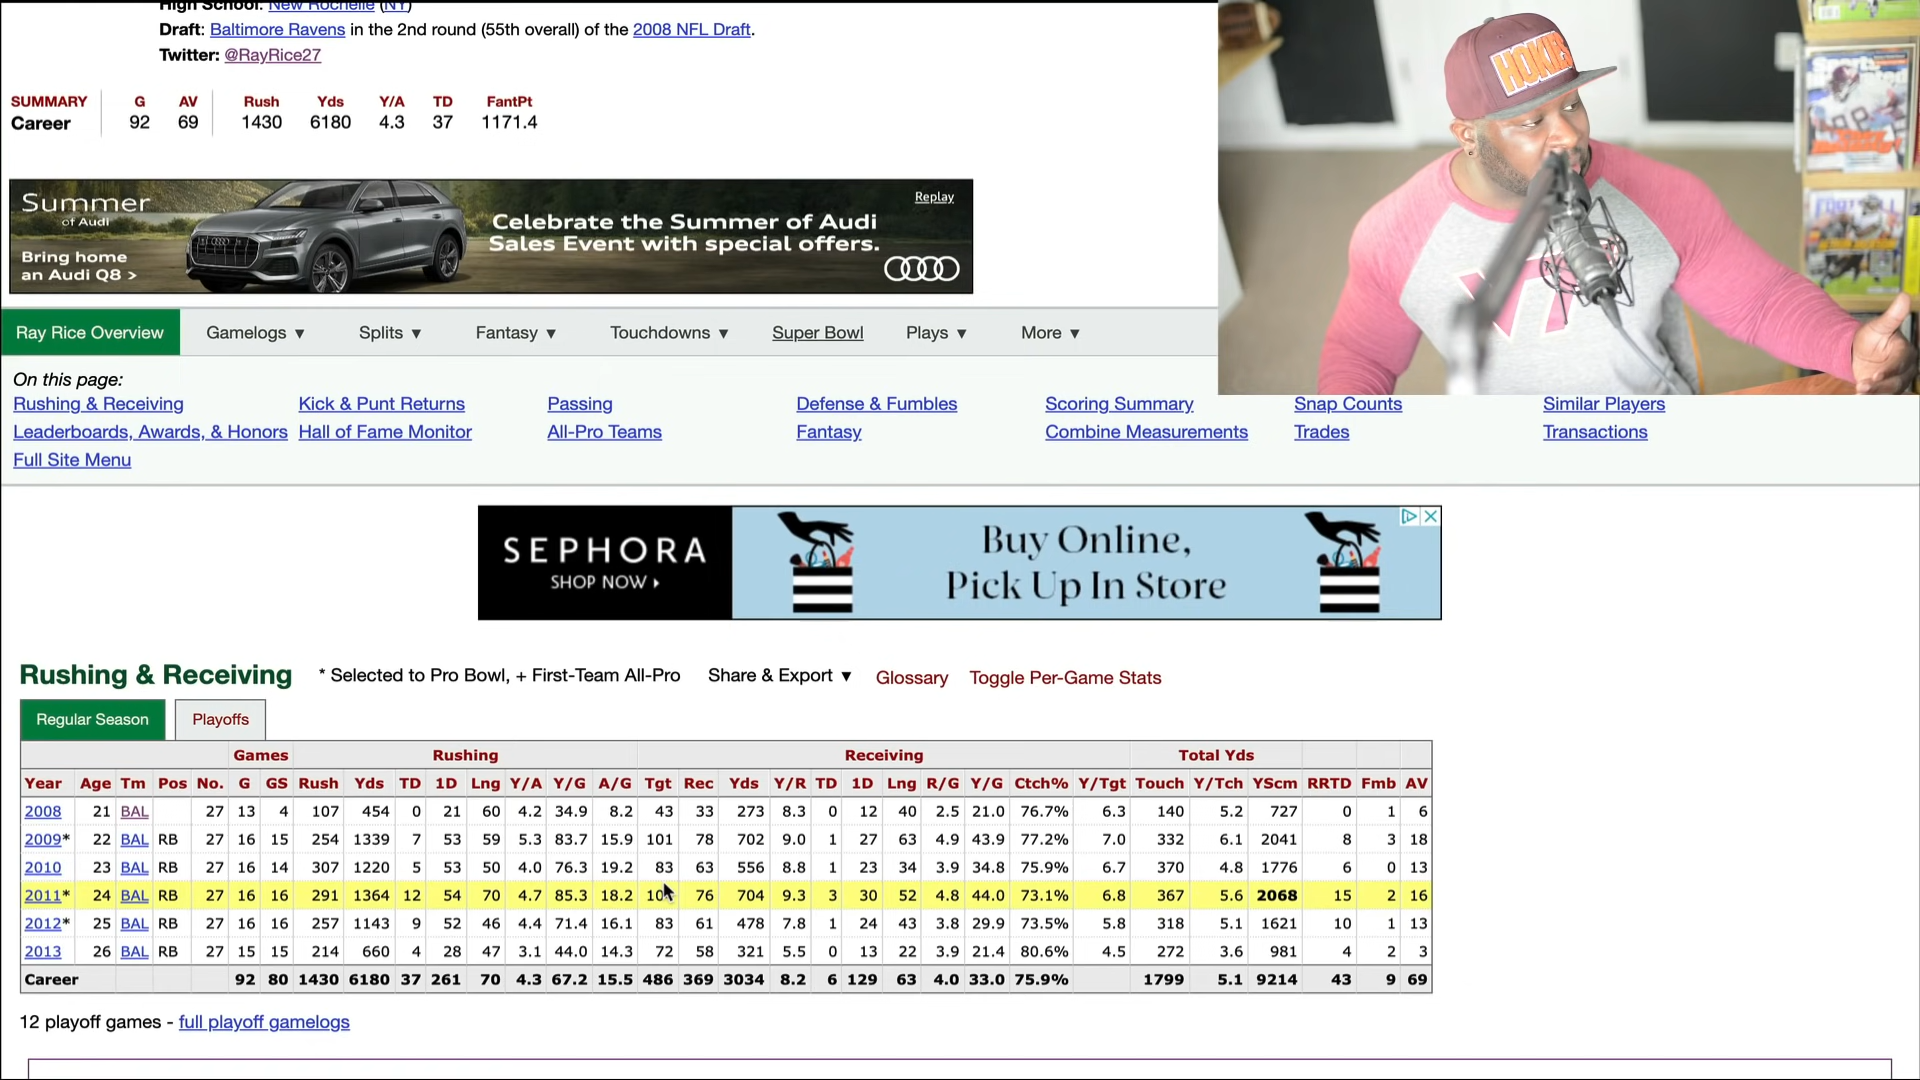 High School: New Rochelle (NY)
Draft: Baltimore Ravens in the 2nd round (55th overall) of the 2008 NFL Draft.
Twitter: @RayRice27
SUMMARY G AV Rush Yds Y/A TD FantPt
Career 92 69 1430 6180 4.3 37 1171.4
Summer
of Audi
Bring home
an Audi Q8 >
Celebrate the Summer of Audi
Sales Event with special offers.
Replay
HOKIES
Sports
VT
Ray Rice Overview Gamelogs ▼ Splits ▼ Fantasy ▼ Touchdowns ▼ Super Bowl Plays ▼ More ▼
On this page:
Rushing & Receiving Kick & Punt Returns Passing Defense & Fumbles Scoring Summary Snap Counts Similar Players
Leaderboards, Awards, & Honors Hall of Fame Monitor All-Pro Teams Fantasy Combine Measurements Trades Transactions
Full Site Menu
SEPHORA
SHOP NOW ▸
Buy Online,
Pick Up In Store
Rushing & Receiving * Selected to Pro Bowl, + First-Team All-Pro Share & Export ▼ Glossary Toggle Per-Game Stats
Regular Season Playoffs
Games Rushing Receiving Total Yds
Year Age Tm Pos No. G GS Rush Yds TD 1D Lng Y/A Y/G A/G Tgt Rec Yds Y/R TD 1D Lng R/G Y/G Ctch% Y/Tgt Touch Y/Tch YScm RRTD Fmb AV
2008 21 BAL 27 13 4 107 454 0 21 60 4.2 34.9 8.2 43 33 273 8.3 0 12 40 2.5 21.0 76.7% 6.3 140 5.2 727 0 1 6
2009* 22 BAL RB 27 16 15 254 1339 7 53 59 5.3 83.7 15.9 101 78 702 9.0 1 27 63 4.9 43.9 77.2% 7.0 332 6.1 2041 8 3 18
2010 23 BAL RB 27 16 14 307 1220 5 53 50 4.0 76.3 19.2 83 63 556 8.8 1 23 34 3.9 34.8 75.9% 6.7 370 4.8 1776 6 0 13
2011* 24 BAL RB 27 16 16 291 1364 12 54 70 4.7 85.3 18.2 76 704 9.3 3 30 52 4.8 44.0 73.1% 6.8 367 5.6 2068 15 2 16
2012* 25 BAL RB 27 16 16 257 1143 9 52 46 4.4 71.4 16.1 83 61 478 7.8 1 24 43 3.8 29.9 73.5% 5.8 318 5.1 1621 10 1 13
2013 26 BAL RB 27 15 15 214 660 4 28 47 3.1 44.0 14.3 72 58 321 5.5 0 13 22 3.9 21.4 80.6% 4.5 272 3.6 981 4 2 3
Career 92 80 1430 6180 37 261 70 4.3 67.2 15.5 486 369 3034 8.2 6 129 63 4.0 33.0 75.9% 1799 5.1 9214 43 9 69
12 playoff games - full playoff gamelogs